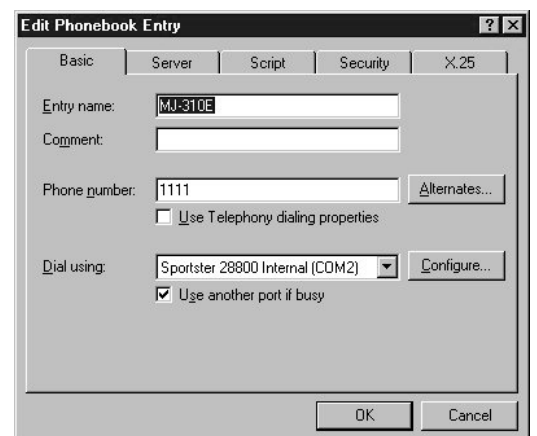 Edit Phonebook Entry
Basic Server Script Security X.25
Entry name: MJ-310E
Comment:
Phone number: 1111 Alternates...
Use Telephony dialing properties
Dial using: Sportster 28800 Internal (COM2) Configure...
Use another port if busy
OK Cancel